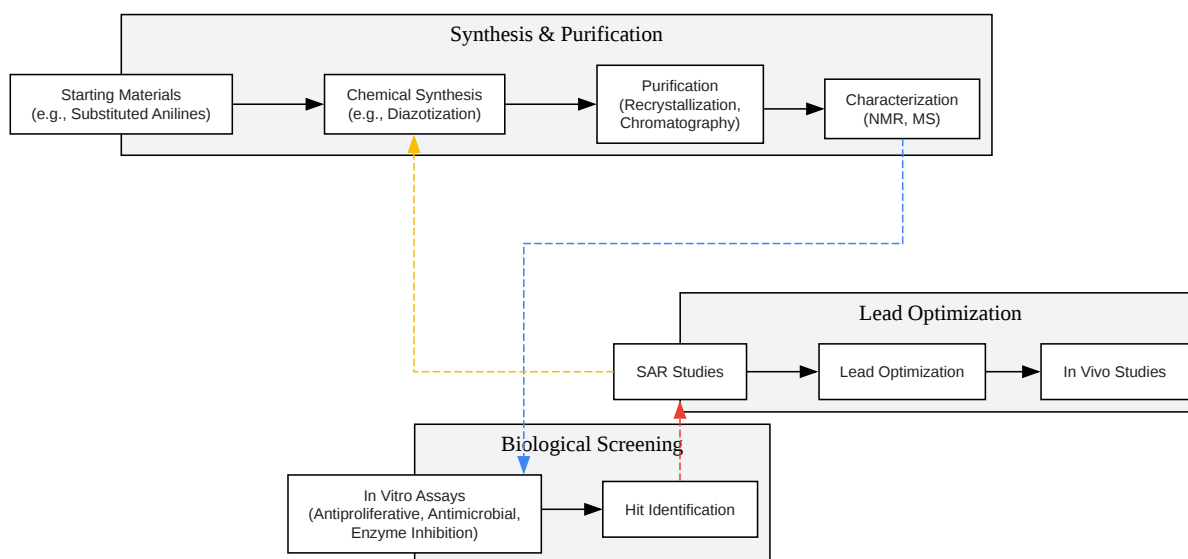 Synthesis & Purification
Starting Materials
(e.g., Substituted Anilines)
Chemical Synthesis
(e.g., Diazotization)
Purification
(Recrystallization,
Chromatography)
Characterization
(NMR, MS)
Lead Optimization
SAR Studies
Lead Optimization
In Vivo Studies
Biological Screening
In Vitro Assays
(Antiproliferative, Antimicrobial,
Enzyme Inhibition)
Hit Identification